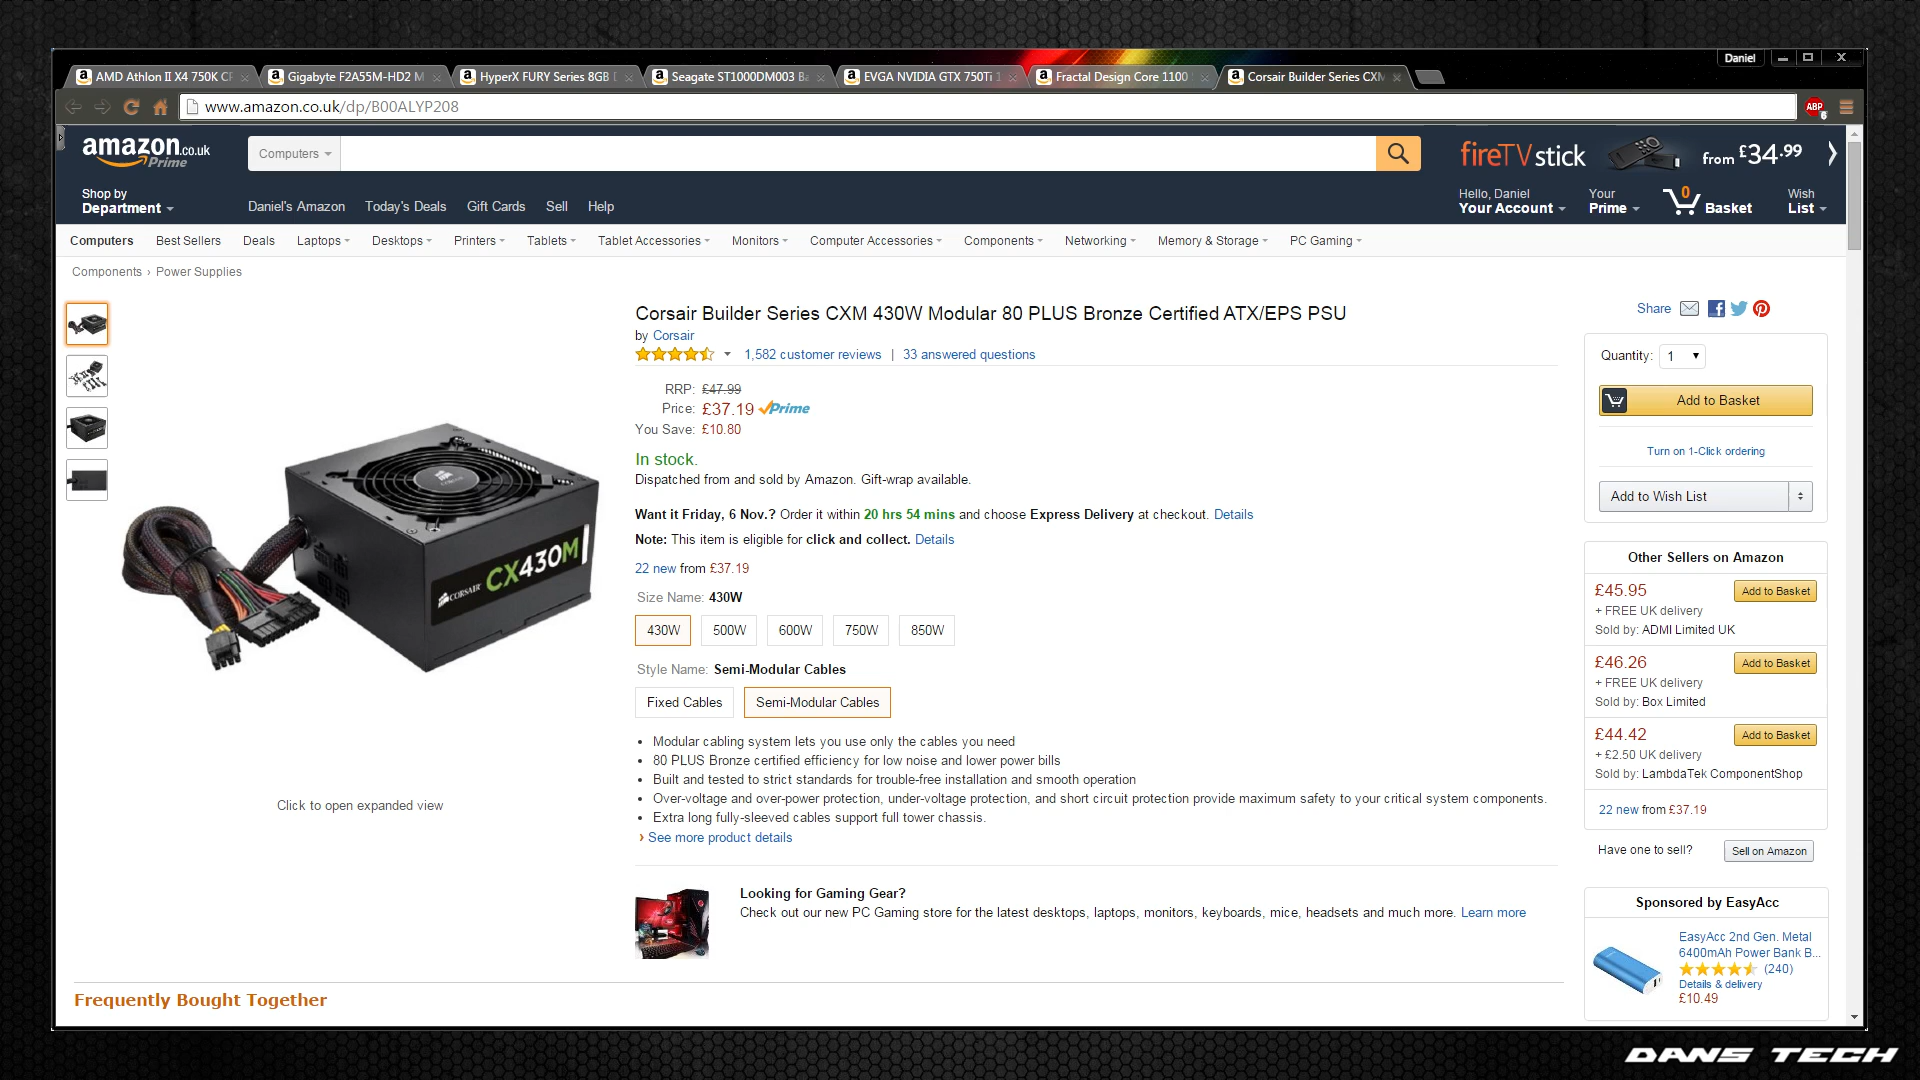 Daniel
AMD Athlon II X4 750K CP
Gigabyte F2A55M-HD2 M
HyperX FURY Series 8GB
Seagate ST1000DM003 Ba
EVGA NVIDIA GTX 750Ti 1
Fractal Design Core 1100
Corsair Builder Series CXM
www.amazon.co.uk/dp/B00ALYP208
ABP
6
amazon.co.uk
Prime
Computers
fireTV stick
from £34.99
Shop by
Department
Daniel's Amazon
Today's Deals
Gift Cards
Sell
Help
Hello, Daniel
Your Account
Your
Prime
0
Basket
Wish
List
Computers
Best Sellers
Deals
Laptops
Desktops
Printers
Tablets
Tablet Accessories
Monitors
Computer Accessories
Components
Networking
Memory & Storage
PC Gaming
Components › Power Supplies
Corsair Builder Series CXM 430W Modular 80 PLUS Bronze Certified ATX/EPS PSU
by Corsair
1,582 customer reviews | 33 answered questions
RRP: £47.99
Price: £37.19 Prime
You Save: £10.80
In stock.
Dispatched from and sold by Amazon. Gift-wrap available.
Want it Friday, 6 Nov.? Order it within 20 hrs 54 mins and choose Express Delivery at checkout. Details
Note: This item is eligible for click and collect. Details
22 new from £37.19
Size Name: 430W
430W
500W
600W
750W
850W
Style Name: Semi-Modular Cables
Fixed Cables
Semi-Modular Cables
• Modular cabling system lets you use only the cables you need
• 80 PLUS Bronze certified efficiency for low noise and lower power bills
• Built and tested to strict standards for trouble-free installation and smooth operation
• Over-voltage and over-power protection, under-voltage protection, and short circuit protection provide maximum safety to your critical system components.
• Extra long fully-sleeved cables support full tower chassis.
› See more product details
CORSAIR CX430M
Click to open expanded view
Looking for Gaming Gear?
Check out our new PC Gaming store for the latest desktops, laptops, monitors, keyboards, mice, headsets and much more. Learn more
Frequently Bought Together
Share
Quantity: 1
Add to Basket
Turn on 1-Click ordering
Add to Wish List
Other Sellers on Amazon
£45.95
Add to Basket
+ FREE UK delivery
Sold by: ADMI Limited UK
£46.26
Add to Basket
+ FREE UK delivery
Sold by: Box Limited
£44.42
Add to Basket
+ £2.50 UK delivery
Sold by: LambdaTek ComponentShop
22 new from £37.19
Have one to sell?
Sell on Amazon
Sponsored by EasyAcc
EasyAcc 2nd Gen. Metal
6400mAh Power Bank B...
(240)
Details & delivery
£10.49
DANS TECH